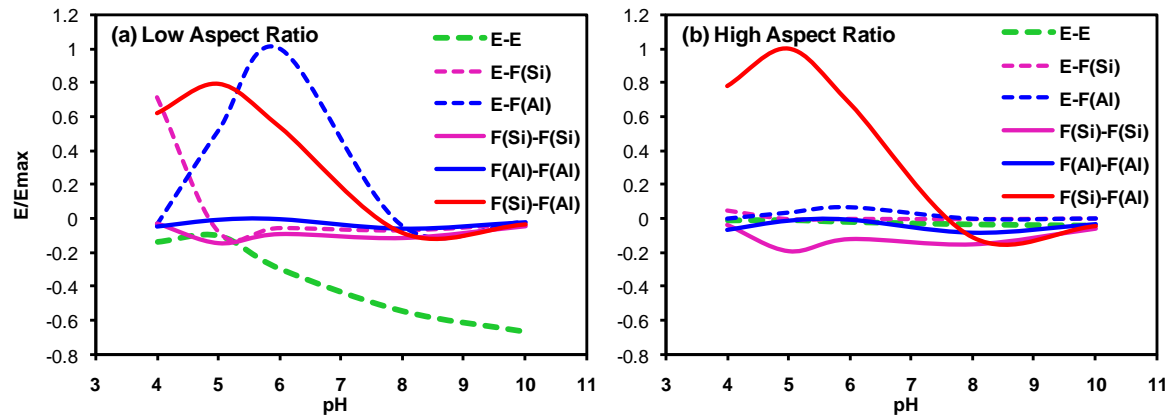 (a) Low Aspect Ratio
E/Emax
1.2
1
0.8
0.6
0.4
0.2
0
-0.2
-0.4
-0.6
-0.8
3 4 5 6 7 8 9 10 11
pH
E-E
E-F(Si)
E-F(Al)
F(Si)-F(Si)
F(Al)-F(Al)
F(Si)-F(Al)
(b) High Aspect Ratio
1.2
1
0.8
0.6
0.4
0.2
0
-0.2
-0.4
-0.6
-0.8
3 4 5 6 7 8 9 10 11
pH
E-E
E-F(Si)
E-F(Al)
F(Si)-F(Si)
F(Al)-F(Al)
F(Si)-F(Al)